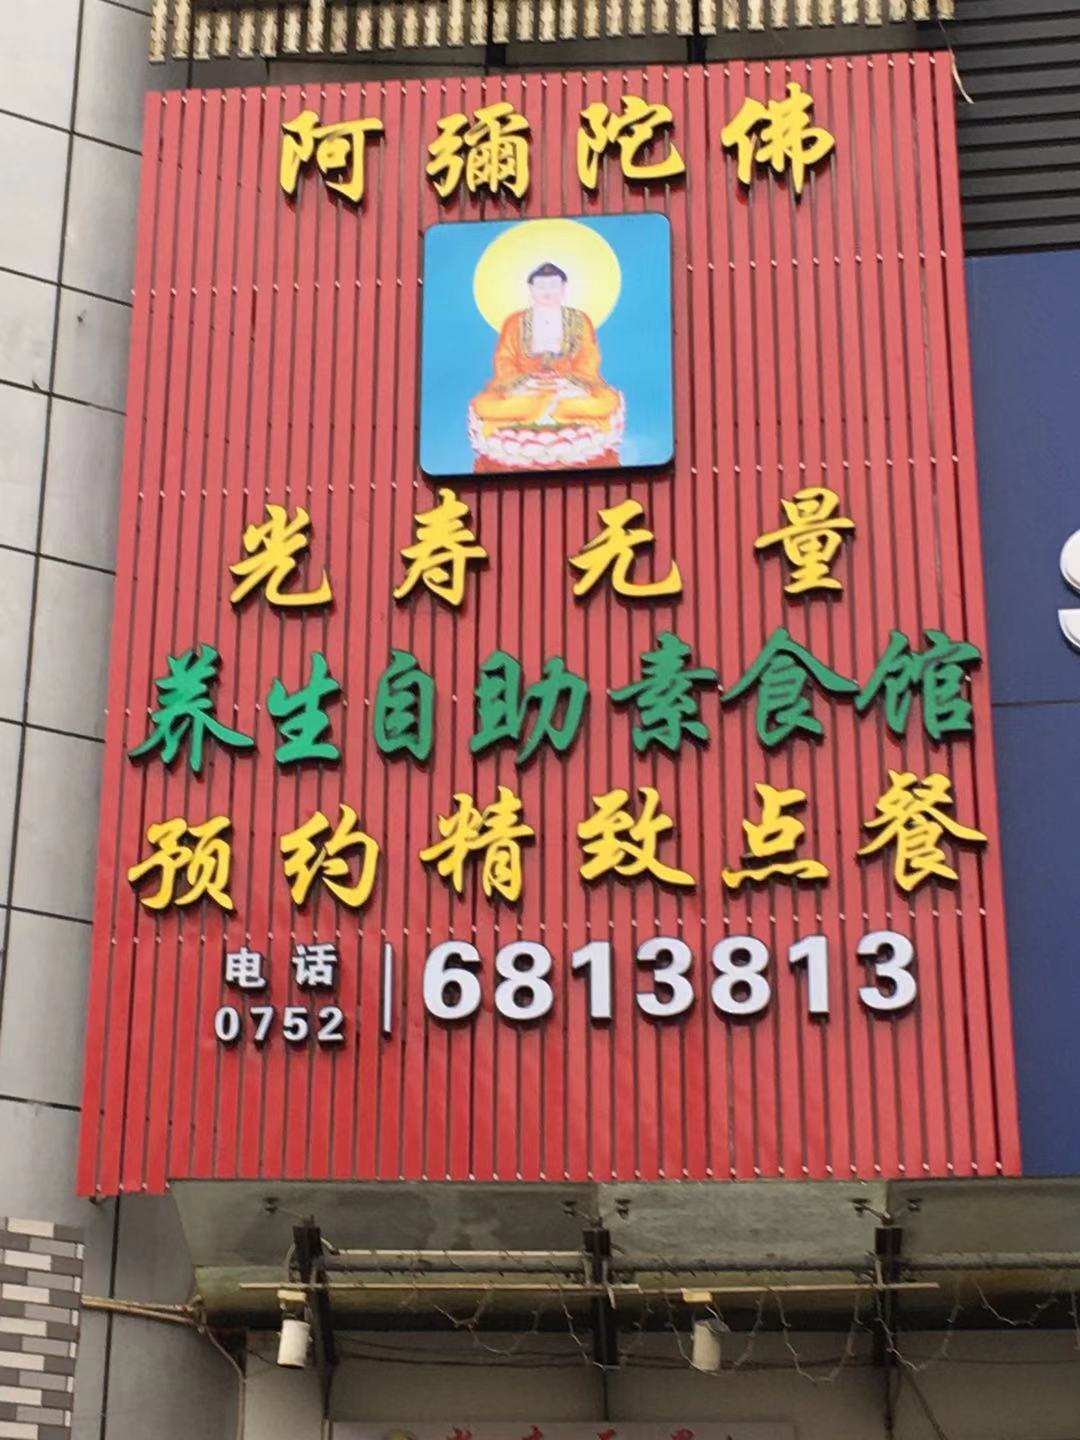 阿彌陀佛
光寿无量
养生自助素食馆
预约精致点餐
电话
0752
6813813
S